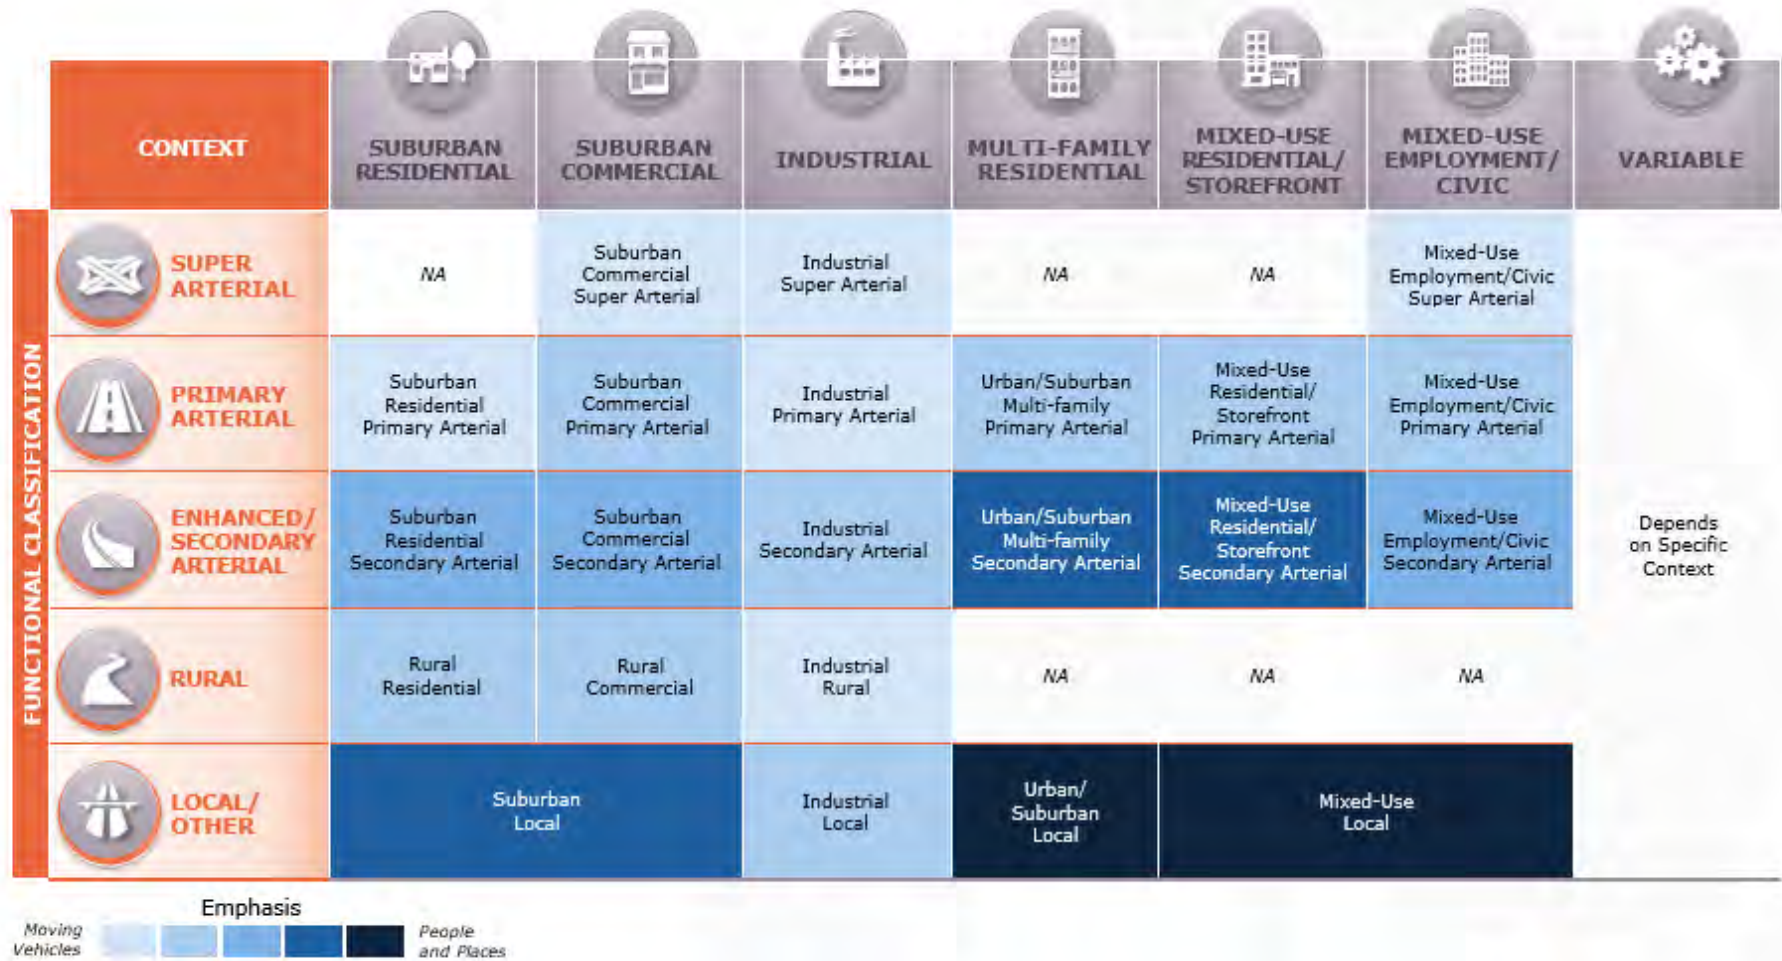 CONTEXT
SUBURBAN
RESIDENTIAL
SUBURBAN
COMMERCIAL
INDUSTRIAL
MULTI-FAMILY
RESIDENTIAL
MIXED-USE
RESIDENTIAL/
STOREFRONT
MIXED-USE
EMPLOYMENT/
CIVIC
VARIABLE
FUNCTIONAL CLASSIFICATION
SUPER
ARTERIAL
NA
Suburban
Commercial
Super Arterial
Industrial
Super Arterial
NA
NA
Mixed-Use
Employment/Civic
Super Arterial
PRIMARY
ARTERIAL
Suburban
Residential
Primary Arterial
Suburban
Commercial
Primary Arterial
Industrial
Primary Arterial
Urban/Suburban
Multi-family
Primary Arterial
Mixed-Use
Residential/
Storefront
Primary Arterial
Mixed-Use
Employment/Civic
Primary Arterial
ENHANCED/
SECONDARY
ARTERIAL
Suburban
Residential
Secondary Arterial
Suburban
Commercial
Secondary Arterial
Industrial
Secondary Arterial
Urban/Suburban
Multi-family
Secondary Arterial
Mixed-Use
Residential/
Storefront
Secondary Arterial
Mixed-Use
Employment/Civic
Secondary Arterial
Depends
on Specific
Context
RURAL
Rural
Residential
Rural
Commercial
Industrial
Rural
NA
NA
NA
LOCAL/
OTHER
Suburban
Local
Industrial
Local
Urban/
Suburban
Local
Mixed-Use
Local
Emphasis
Moving
Vehicles
People
and Places